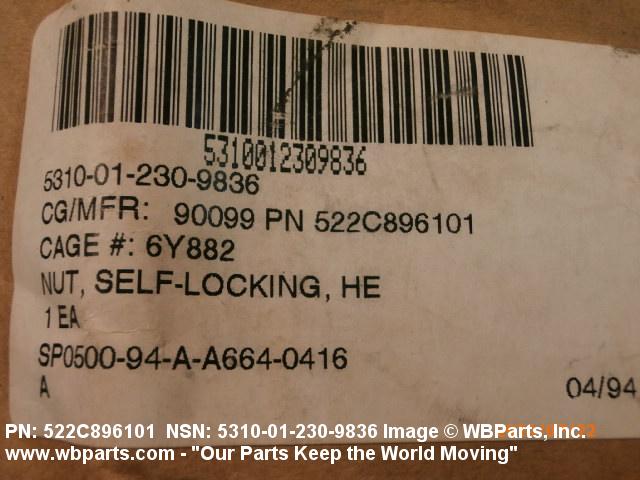 5310012309836
5310-01-230-9836
CG/MFR: 90099 PN 522C896101
CAGE #: 6Y882
NUT, SELF-LOCKING, HE
1 EA
SP0500-94-A-A664-0416
A 04/94
PN: 522C896101 NSN: 5310-01-230-9836 Image © WBParts, Inc.
www.wbparts.com - "Our Parts Keep the World Moving"